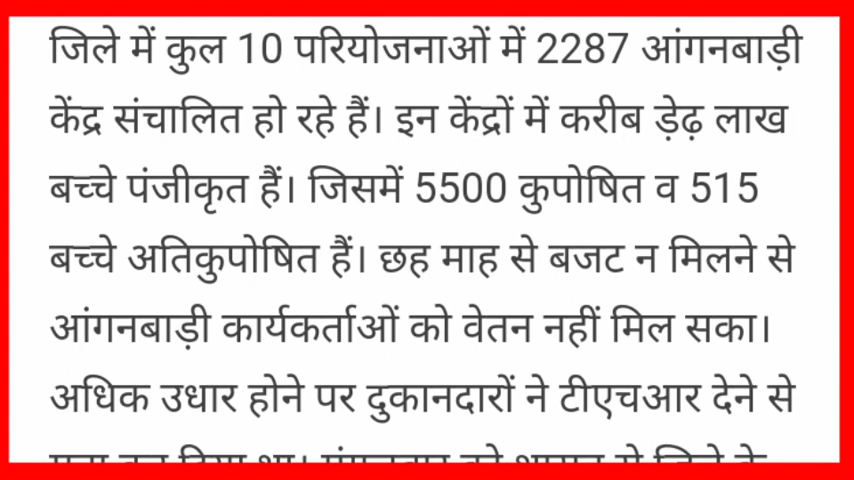 जिले में कुल 10 परियोजनाओं में 2287 आंगनबाड़ी
केंद्र संचालित हो रहे हैं। इन केंद्रों में करीब ड़ेढ़ लाख
बच्चे पंजीकृत हैं। जिसमें 5500 कुपोषित व 515
बच्चे अतिकुपोषित हैं। छह माह से बजट न मिलने से
आंगनबाड़ी कार्यकर्ताओं को वेतन नहीं मिल सका।
अधिक उधार होने पर दुकानदारों ने टीएचआर देने से